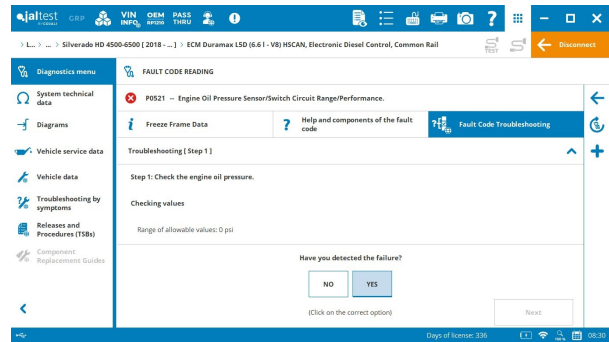 jaltest GRP VIN INFO OEM RP1210 PASS THRU
by COJALI
> L... > ... > Silverado HD 4500-6500 [ 2018 - ... ] > ECM Duramax L5D (6.6 l - V8) HSCAN, Electronic Diesel Control, Common Rail
TEST
Disconnect
Diagnostics menu
FAULT CODE READING
System technical data
P0521 -- Engine Oil Pressure Sensor/Switch Circuit Range/Performance.
Diagrams
Freeze Frame Data
Help and components of the fault code
Fault Code Troubleshooting
Vehicle service data
Troubleshooting [ Step 1 ]
Vehicle data
Step 1: Check the engine oil pressure.
Troubleshooting by symptoms
Checking values
Releases and Procedures (TSBs)
Range of allowable values: 0 psi
Component Replacement Guides
Have you detected the failure?
NO YES
(Click on the correct option)
Next
Days of license: 336
100 %
08:30